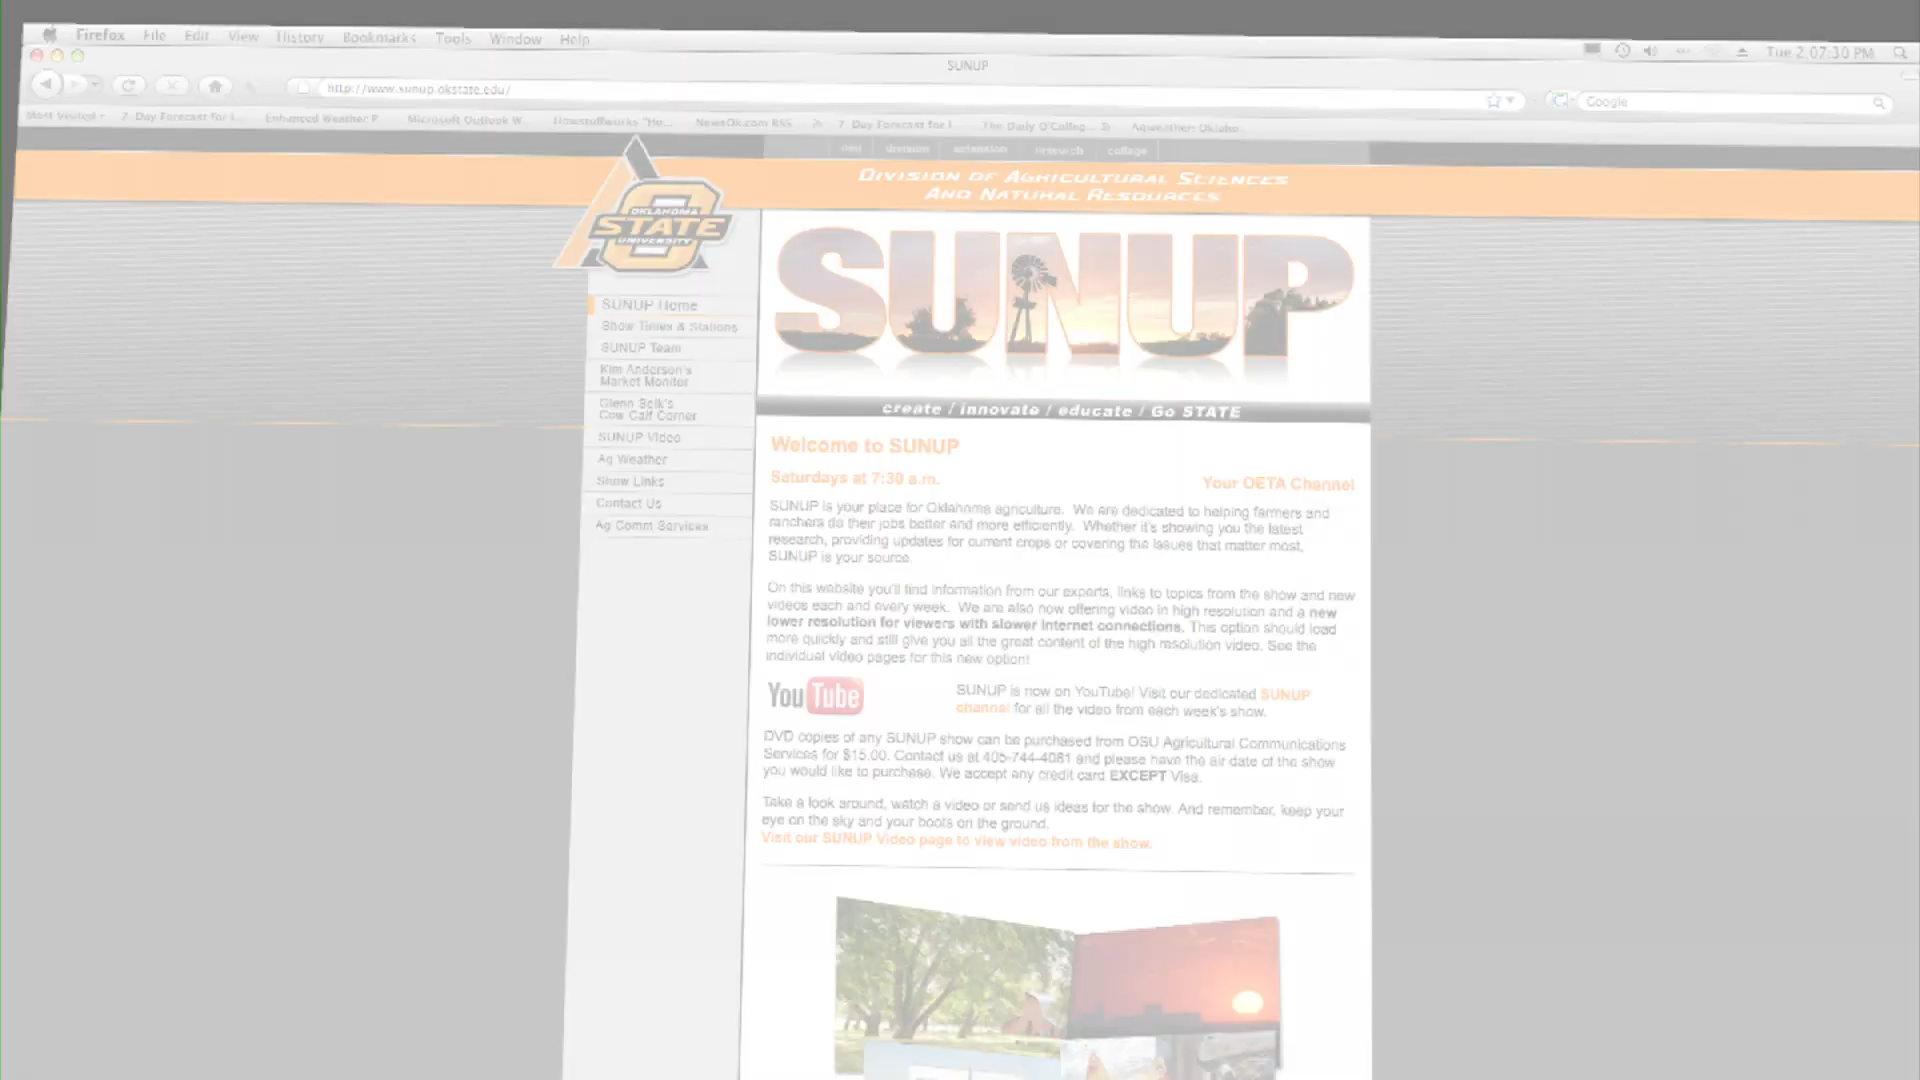 Firefox File Edit View History Bookmarks Tools Window Help
Tue 2:07:30 PM
SUNUP
http://www.sunup.okstate.edu/
Google
Most Visited
7-Day Forecast for
Enhanced Weather P
Microsoft Outlook W...
Howstuffworks "Ho...
NewsOk.com RSS
7-Day Forecast for
The Daily O'Colleg...
Agweather: Oklaho...
division
extension
research
college
Division of Agricultural Sciences
And Natural Resources
OKLAHOMA
STATE
UNIVERSITY
SUNUP
create / innovate / educate / Go STATE
SUNUP Home
Show Times & Stations
SUNUP Team
Kim Anderson's
Market Monitor
Glenn Selk's
Cow Calf Corner
SUNUP Video
Ag Weather
Show Links
Contact Us
Ag Comm Services
Welcome to SUNUP
Saturdays at 7:30 a.m.
Your OETA Channel
SUNUP is your place for Oklahoma agriculture. We are dedicated to helping farmers and
ranchers do their jobs better and more efficiently. Whether it's showing you the latest
research, providing updates for current crops or covering the issues that matter most,
SUNUP is your source.
On this website you'll find information from our experts, links to topics from the show and new
videos each and every week. We are also now offering video in high resolution and a new
lower resolution for viewers with slower internet connections. This option should load
more quickly and still give you all the great content of the high resolution video. See the
individual video pages for this new option!
YouTube
SUNUP is now on YouTube! Visit our dedicated SUNUP
channel for all the video from each week's show.
DVD copies of any SUNUP show can be purchased from OSU Agricultural Communications
Services for $15.00. Contact us at 405-744-4081 and please have the air date of the show
you would like to purchase. We accept any credit card EXCEPT Visa.
Take a look around, watch a video or send us ideas for the show. And remember, keep your
eye on the sky and your boots on the ground.
Visit our SUNUP Video page to view video from the show.